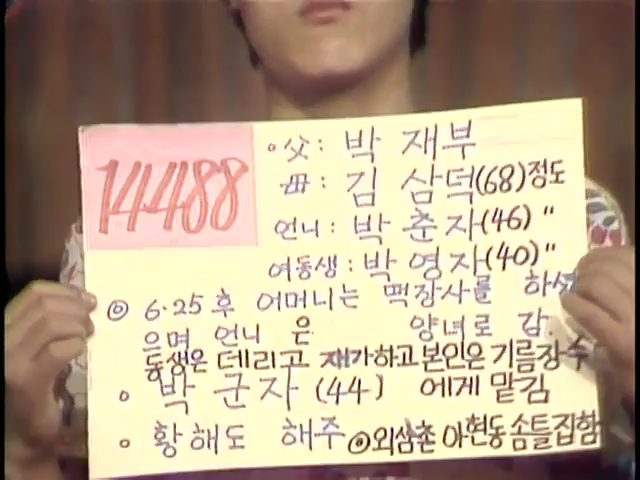 14488
◦父: 박 재부
母: 김 삼덕(68)정도
언니: 박 춘자(46) "
여동생: 박 영자(40) "
◎ 6·25 후 어머니는 떡장사를
으며 언니 은 양녀로 감.
동생은 데리고 재가하고 본인은 기름장수
◦ 박 군자 (44) 에게 맡김
◦ 황해도 해주 ◎외삼촌 아현동 솜틀집함